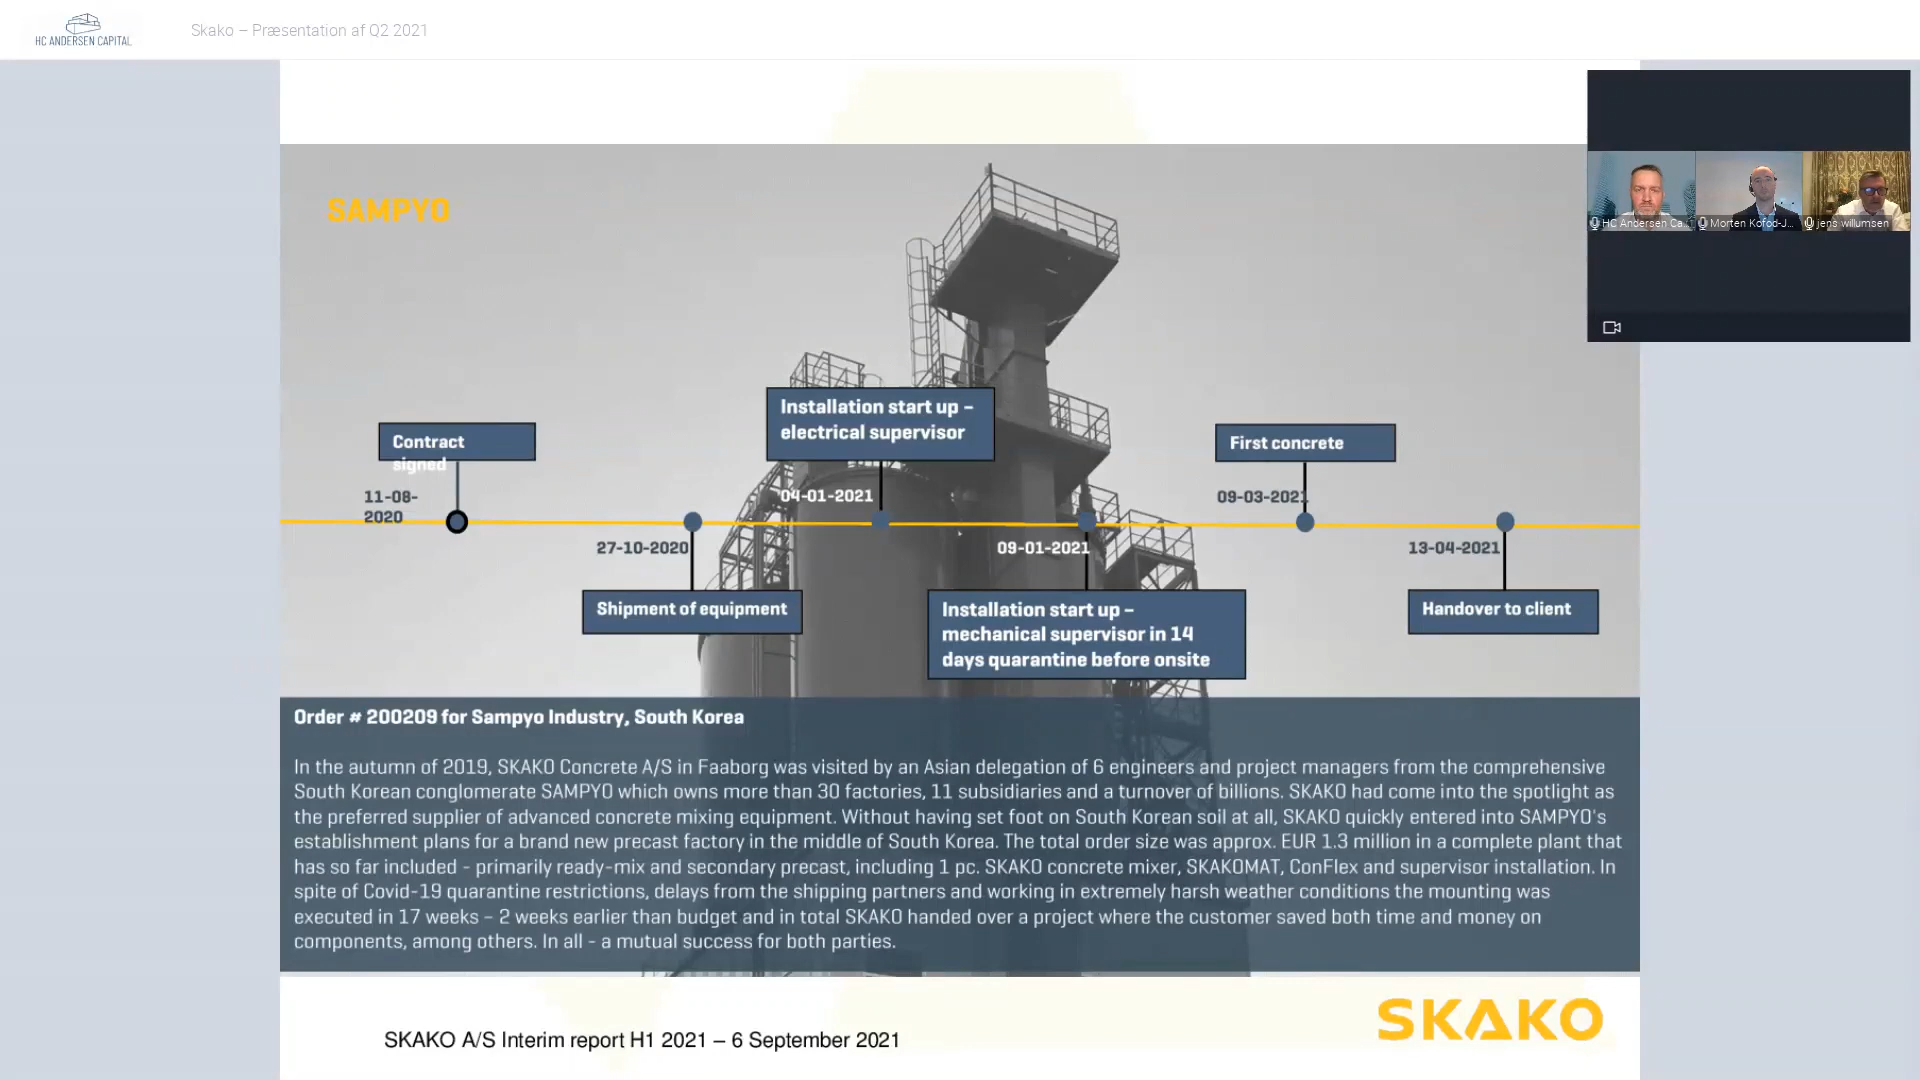 HC ANDERSEN CAPITAL
Skako – Præsentation af Q2 2021
HC Andersen Ca...
Morten Kofod-J...
jens willumsen
SAMPYO
Contract
signed
11-08-
2020
27-10-2020
Shipment of equipment
Installation start up –
electrical supervisor
04-01-2021
09-01-2021
Installation start up –
mechanical supervisor in 14
days quarantine before onsite
First concrete
09-03-2021
13-04-2021
Handover to client
Order # 200209 for Sampyo Industry, South Korea
In the autumn of 2019, SKAKO Concrete A/S in Faaborg was visited by an Asian delegation of 6 engineers and project managers from the comprehensive
South Korean conglomerate SAMPYO which owns more than 30 factories, 11 subsidiaries and a turnover of billions. SKAKO had come into the spotlight as
the preferred supplier of advanced concrete mixing equipment. Without having set foot on South Korean soil at all, SKAKO quickly entered into SAMPYO's
establishment plans for a brand new precast factory in the middle of South Korea. The total order size was approx. EUR 1.3 million in a complete plant that
has so far included - primarily ready-mix and secondary precast, including 1 pc. SKAKO concrete mixer, SKAKOMAT, ConFlex and supervisor installation. In
spite of Covid-19 quarantine restrictions, delays from the shipping partners and working in extremely harsh weather conditions the mounting was
executed in 17 weeks – 2 weeks earlier than budget and in total SKAKO handed over a project where the customer saved both time and money on
components, among others. In all - a mutual success for both parties.
SKAKO A/S Interim report H1 2021 – 6 September 2021
SKAKO